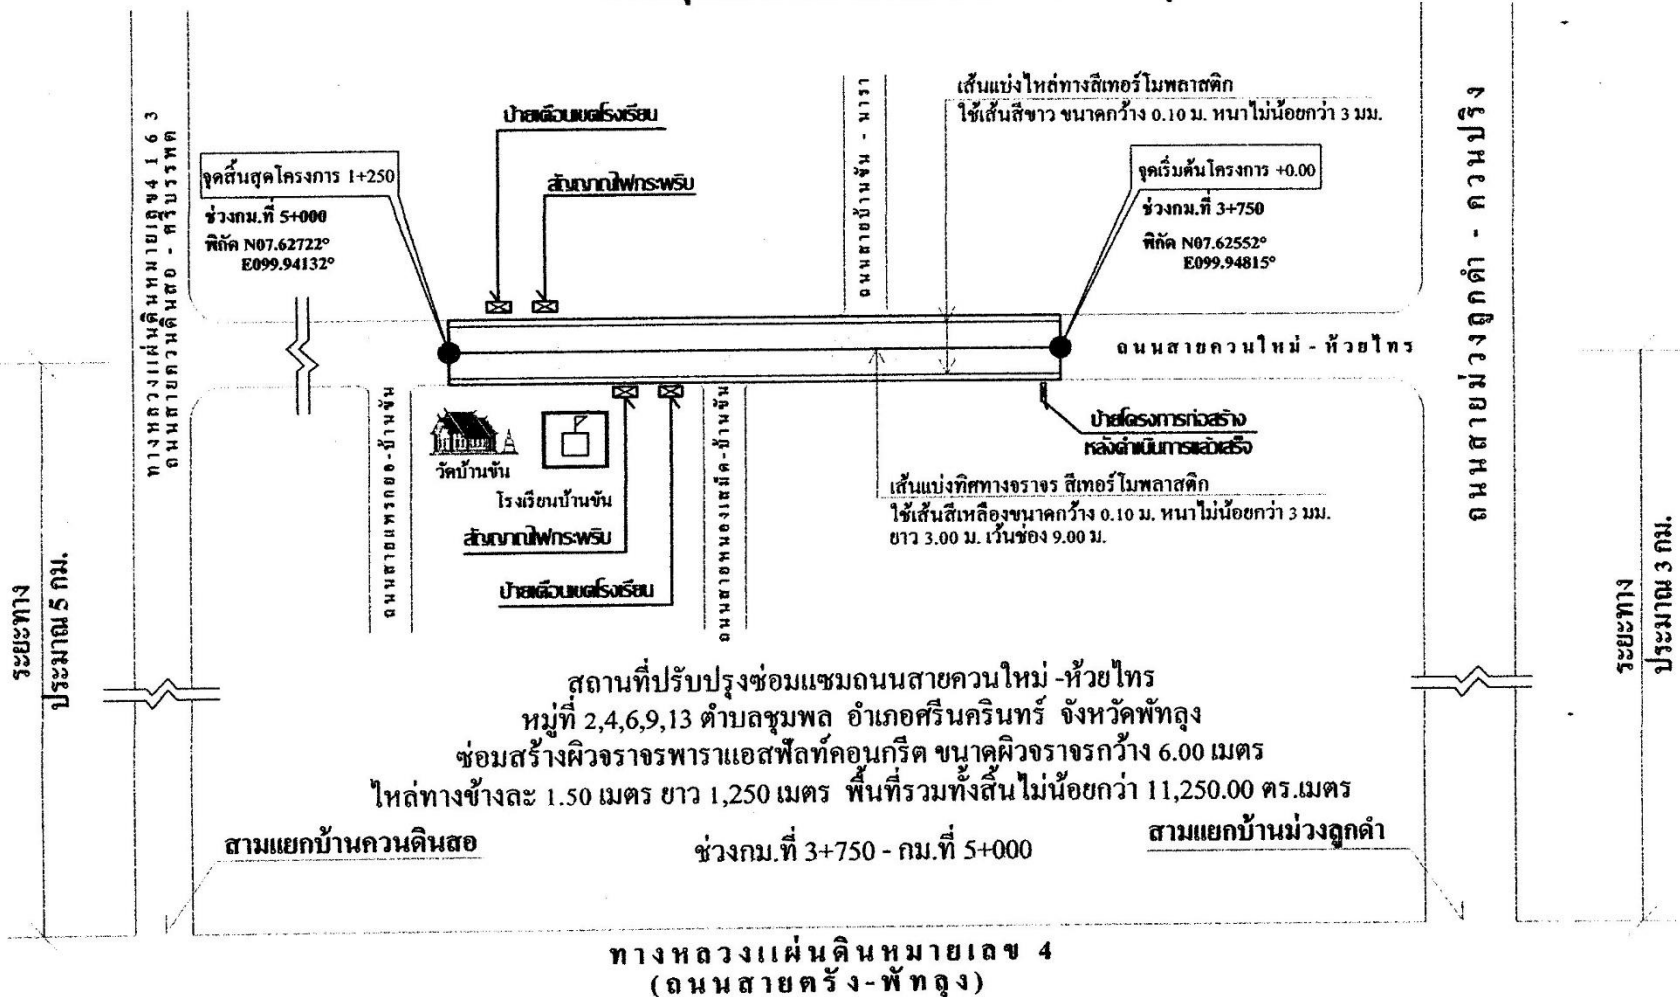 ทางหลวงแผ่นดินหมายเลข 4163
ถนนสายควนดินสอ - ศรีบรรพต
จุดสิ้นสุดโครงการ 1+250
ช่วงกม.ที่ 5+000
พิกัด N07.62722°
E099.94132°
ป้ายเตือนเขตโรงเรียน
สัญญาณไฟกระพริบ
ถนนสายบ้านขัน - นารา
เส้นแบ่งไหล่ทางสีเทอร์โมพลาสติก
ใช้เส้นสีขาว ขนาดกว้าง 0.10 ม. หนาไม่น้อยกว่า 3 มม.
จุดเริ่มต้นโครงการ +0.00
ช่วงกม.ที่ 3+750
พิกัด N07.62552°
E099.94815°
ถนนสายม่วงลูกดำ - ควนปริง
ถนนสายควนใหม่ - ห้วยไทร
วัดบ้านขัน
โรงเรียนบ้านขัน
สัญญาณไฟกระพริบ
ป้ายเตือนเขตโรงเรียน
ถนนสายแพรกออ-บ้านขัน
ถนนสายหนองเสม็ด-บ้านขัน
ป้ายโครงการก่อสร้าง
หลังดำเนินการแล้วเสร็จ
เส้นแบ่งทิศทางจราจร สีเทอร์โมพลาสติก
ใช้เส้นสีเหลืองขนาดกว้าง 0.10 ม. หนาไม่น้อยกว่า 3 มม.
ยาว 3.00 ม. เว้นช่อง 9.00 ม.
ระยะทาง
ประมาณ 5 กม.
ระยะทาง
ประมาณ 3 กม.
สถานที่ปรับปรุงซ่อมแซมถนนสายควนใหม่ -ห้วยไทร
หมู่ที่ 2,4,6,9,13 ตำบลชุมพล อำเภอศรีนครินทร์ จังหวัดพัทลุง
ซ่อมสร้างผิวจราจรพาราแอสฟัลท์คอนกรีต ขนาดผิวจราจรกว้าง 6.00 เมตร
ไหล่ทางข้างละ 1.50 เมตร ยาว 1,250 เมตร พื้นที่รวมทั้งสิ้นไม่น้อยกว่า 11,250.00 ตร.เมตร
ช่วงกม.ที่ 3+750 - กม.ที่ 5+000
สามแยกบ้านควนดินสอ
สามแยกบ้านม่วงลูกดำ
ทางหลวงแผ่นดินหมายเลข 4
(ถนนสายตรัง-พัทลุง)